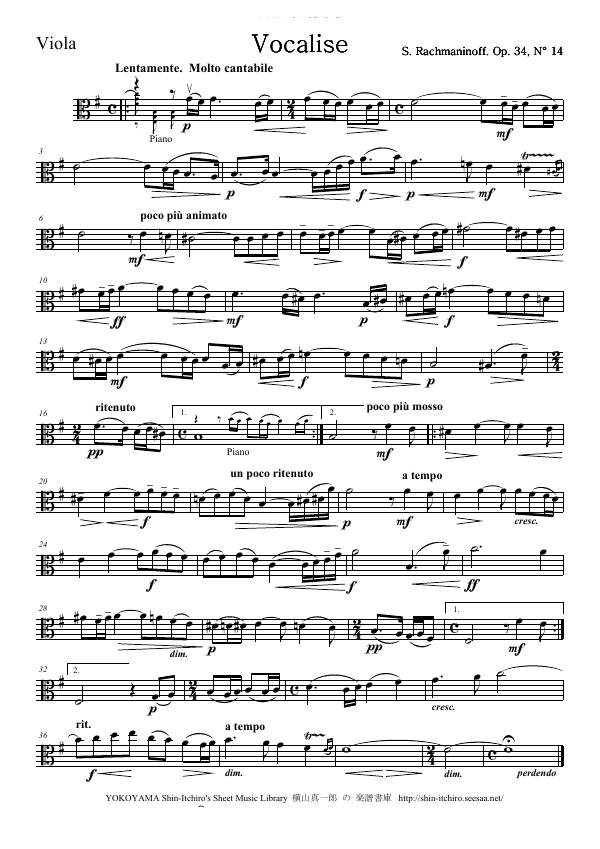 Viola
Vocalise
S. Rachmaninoff. Op. 34, N° 14
Lentamente. Molto cantabile
Piano
p
mf
3
p
f
p
mf
6
poco più animato
mf
f
10
ff
mf
p
f
13
mf
f
p
16
ritenuto
1.
2.
poco più mosso
pp
Piano
mf
20
un poco ritenuto
a tempo
f
p
mf
cresc.
24
f
f
ff
28
1.
dim.
p
pp
mf
32
2.
p
cresc.
36
rit.
a tempo
f
dim.
dim.
perdendo
YOKOYAMA Shin-Itchiro's Sheet Music Library 横山真一郎 の 楽譜書庫 http://shin-itchiro.seesaa.net/